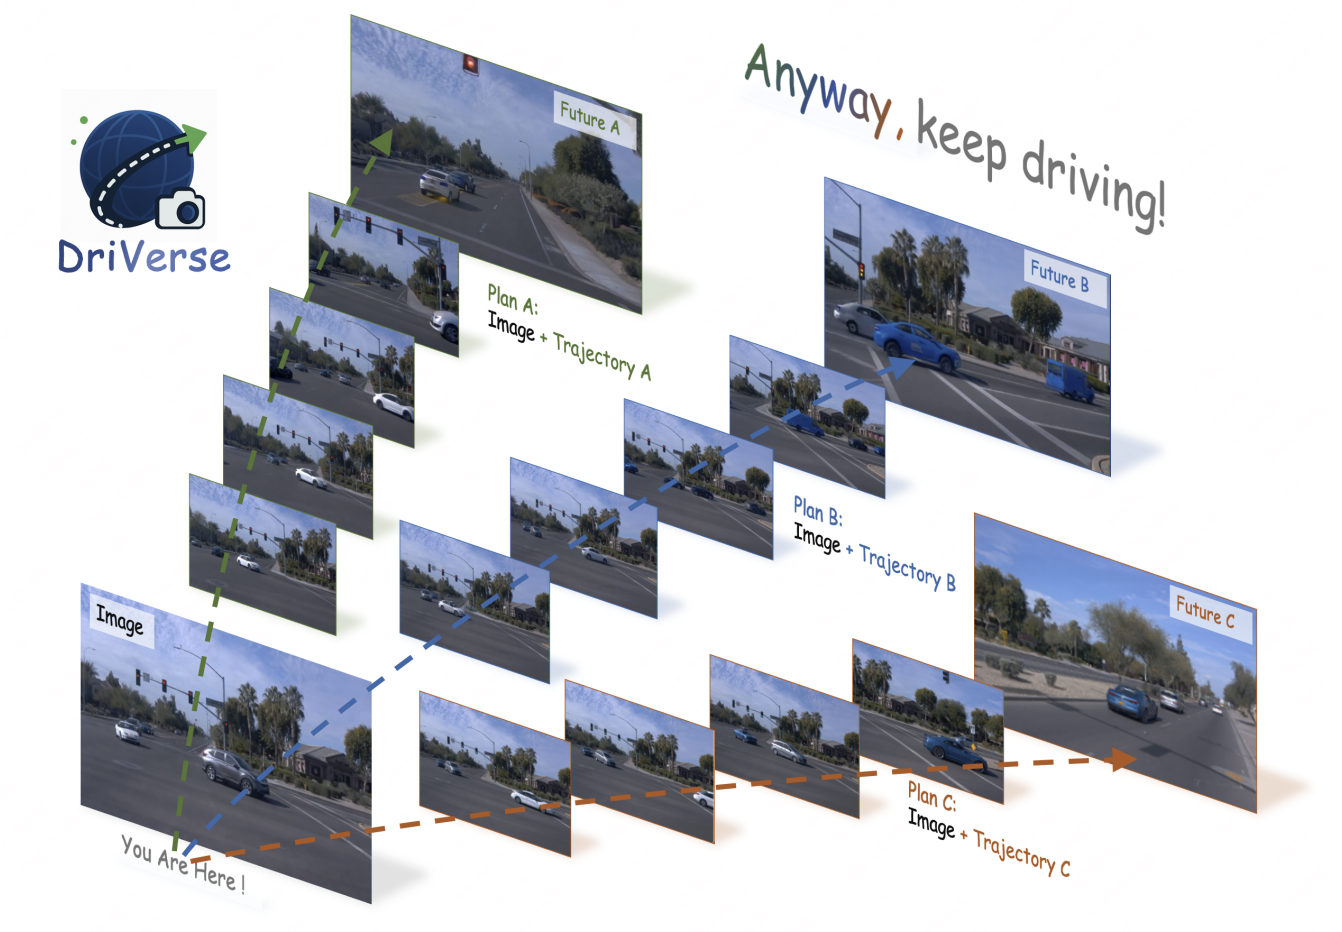 Anyway, keep driving!
DriVerse
Future A
Plan A:
Image + Trajectory A
Future B
Plan B:
Image + Trajectory B
Future C
Plan C:
Image + Trajectory C
Image
You Are Here !